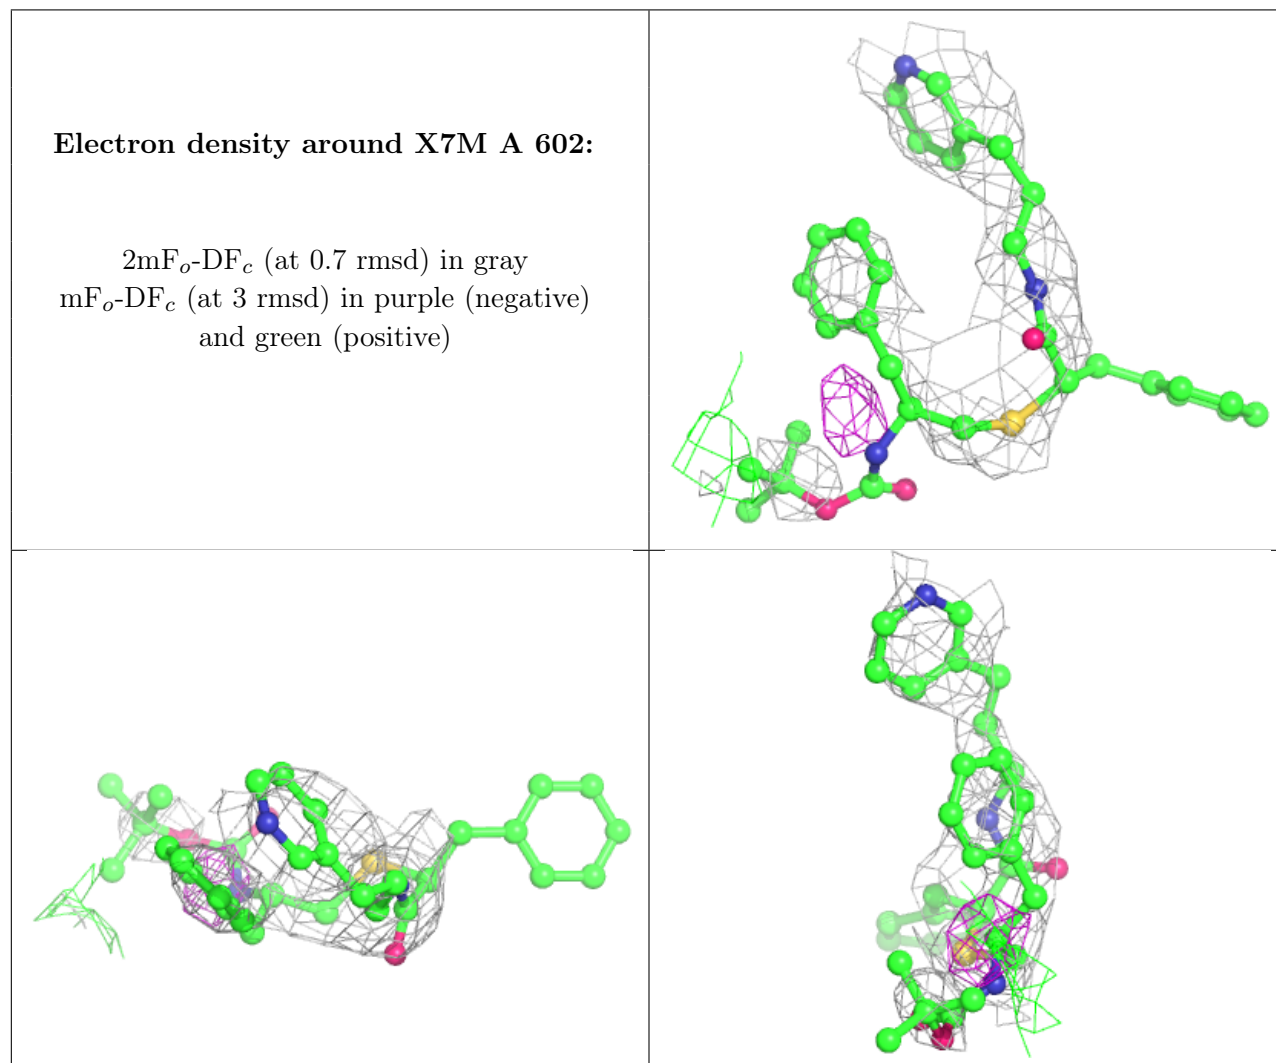 Electron density around X7M A 602:
2mFₒ-DF𝒸 (at 0.7 rmsd) in gray
mFₒ-DF𝒸 (at 3 rmsd) in purple (negative)
and green (positive)